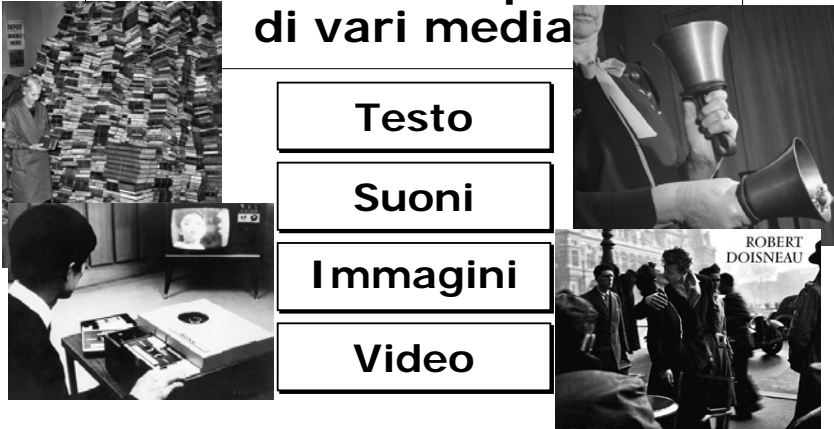 di vari media
Testo
Suoni
Immagini
Video
ROBERT
DOISNEAU